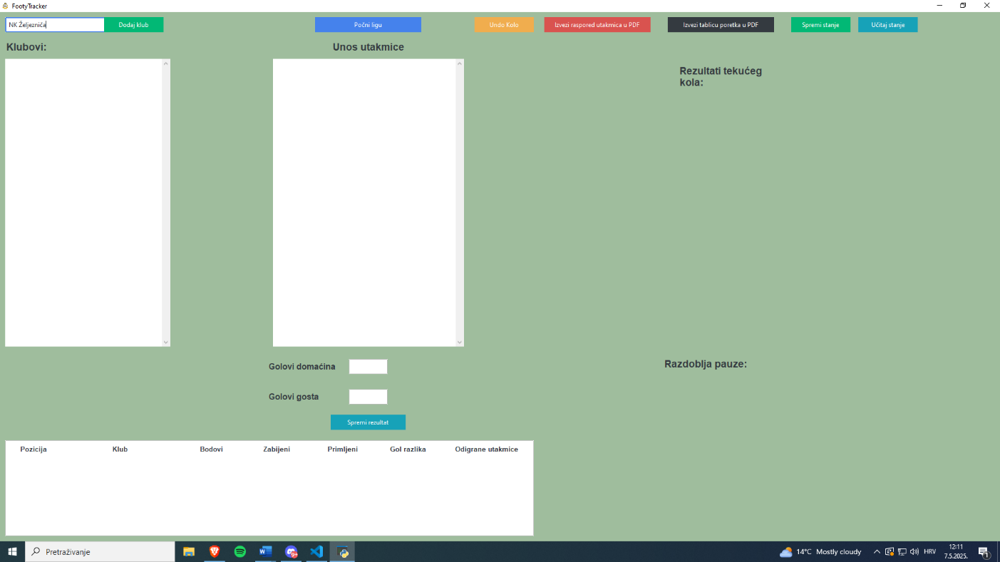 FootyTracker
NK Željezniča
Dodaj klub
Počni ligu
Undo Kolo
Izvezi raspored utakmica u PDF
Izvezi tablicu poretka u PDF
Spremi stanje
Učitaj stanje
Klubovi:
Unos utakmice
Rezultati tekućeg
kola:
Golovi domaćina
Golovi gosta
Spremi rezultat
Razdoblja pauze:
Pozicija Klub Bodovi Zabijeni Primljeni Gol razlika Odigrane utakmice
Pretraživanje
14°C Mostly cloudy
HRV
12:11
7.5.2025.